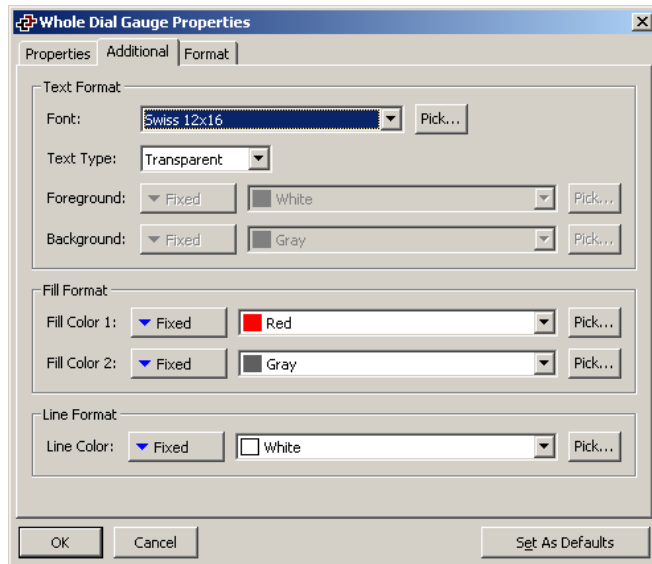 Whole Dial Gauge Properties
Properties Additional Format
Text Format
Font: Swiss 12x16 Pick...
Text Type: Transparent
Foreground: Fixed White Pick...
Background: Fixed Gray Pick...
Fill Format
Fill Color 1: Fixed Red Pick...
Fill Color 2: Fixed Gray Pick...
Line Format
Line Color: Fixed White Pick...
OK Cancel Set As Defaults